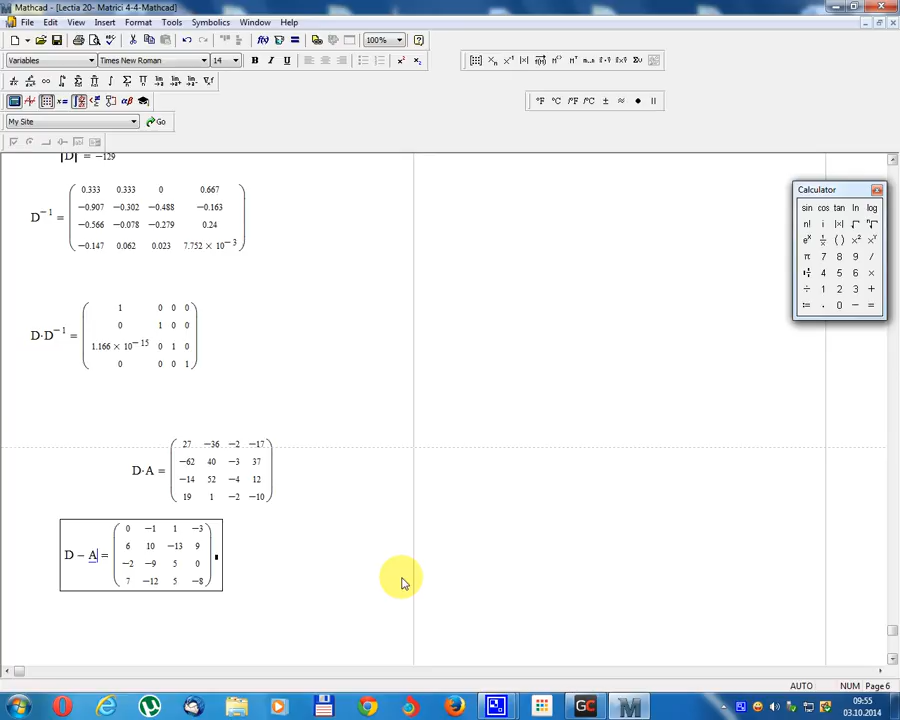 Mathcad - [Lectia 20- Matrici 4-4-Mathcad]
File Edit View Insert Format Tools Symbolics Window Help
100%
Variables Times New Roman 14 B I U
My Site Go
|D| = −129
D⁻¹ =
0.333 0.333 0 0.667
−0.907 −0.302 −0.488 −0.163
−0.566 −0.078 −0.279 0.24
−0.147 0.062 0.023 7.752 × 10⁻³
D·D⁻¹ =
1 0 0 0
0 1 0 0
1.166 × 10⁻¹⁵ 0 1 0
0 0 0 1
D·A =
27 −36 −2 −17
−62 40 −3 37
−14 52 −4 12
19 1 −2 −10
D − A =
0 −1 1 −3
6 10 −13 9
−2 −9 5 0
7 −12 5 −8
Calculator
sin cos tan ln log
n! i |×| √ ⁿ√
eˣ 1/x ( ) x² xʸ
π 7 8 9 /
4 5 6 ×
÷ 1 2 3 +
:= . 0 − =
°F °C °F °C ± ≈
AUTO NUM Page 6
09:55
03.10.2014